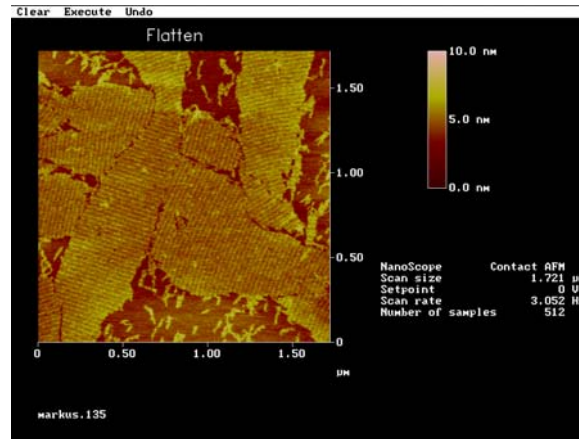 Clear Execute Undo
Flatten
10.0 nm
5.0 nm
0.0 nm
1.50
1.00
0.50
0
0 0.50 1.00 1.50
µm
NanoScope Contact AFM
Scan size 1.721 µ
Setpoint 0 V
Scan rate 3.052 H
Number of samples 512
markus.135